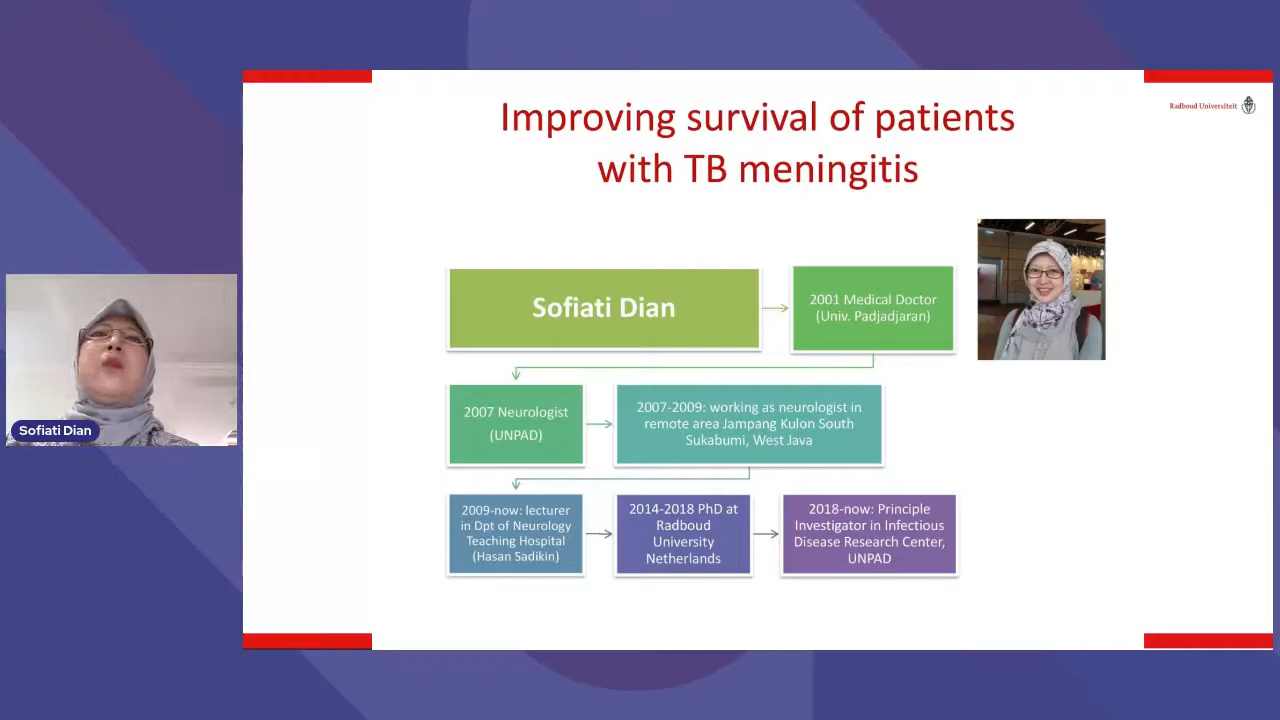 Improving survival of patients
with TB meningitis
Radboud Universiteit
Sofiati Dian
2001 Medical Doctor
(Univ. Padjadjaran)
2007 Neurologist
(UNPAD)
2007-2009: working as neurologist in
remote area Jampang Kulon South
Sukabumi, West Java
2009-now: lecturer
in Dpt of Neurology
Teaching Hospital
(Hasan Sadikin)
2014-2018 PhD at
Radboud
University
Netherlands
2018-now: Principle
Investigator in Infectious
Disease Research Center,
UNPAD
Sofiati Dian